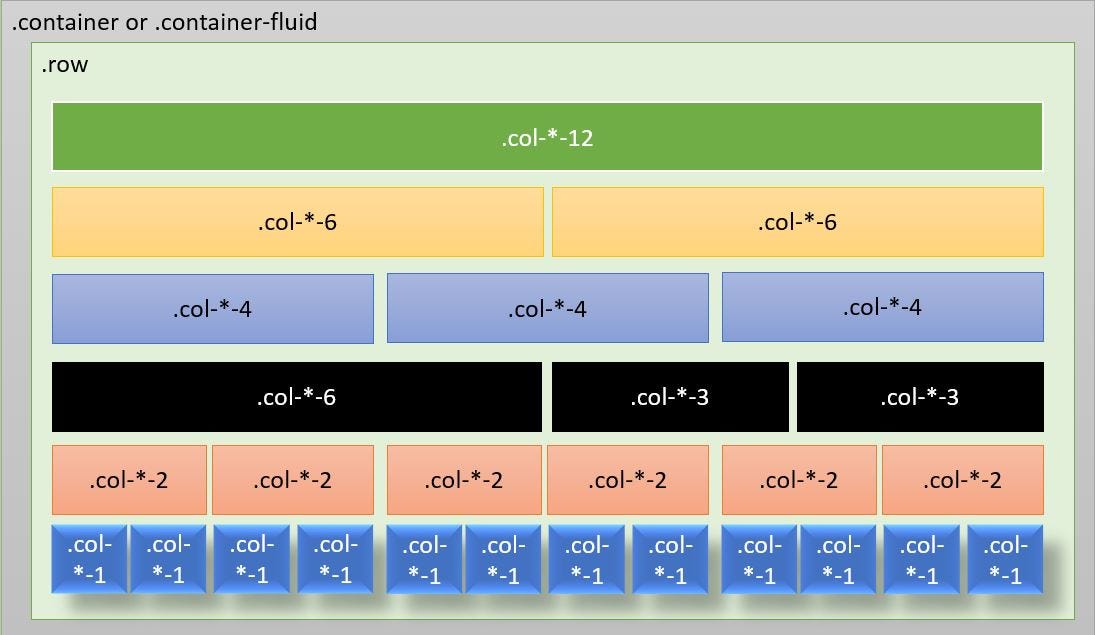 .container or .container-fluid
.row
.col-*-12
.col-*-6 .col-*-6
.col-*-4 .col-*-4 .col-*-4
.col-*-6 .col-*-3 .col-*-3
.col-*-2 .col-*-2 .col-*-2 .col-*-2 .col-*-2 .col-*-2
.col- .col- .col- .col- .col- .col- .col- .col- .col- .col- .col- .col-
*-1 *-1 *-1 *-1 *-1 *-1 *-1 *-1 *-1 *-1 *-1 *-1